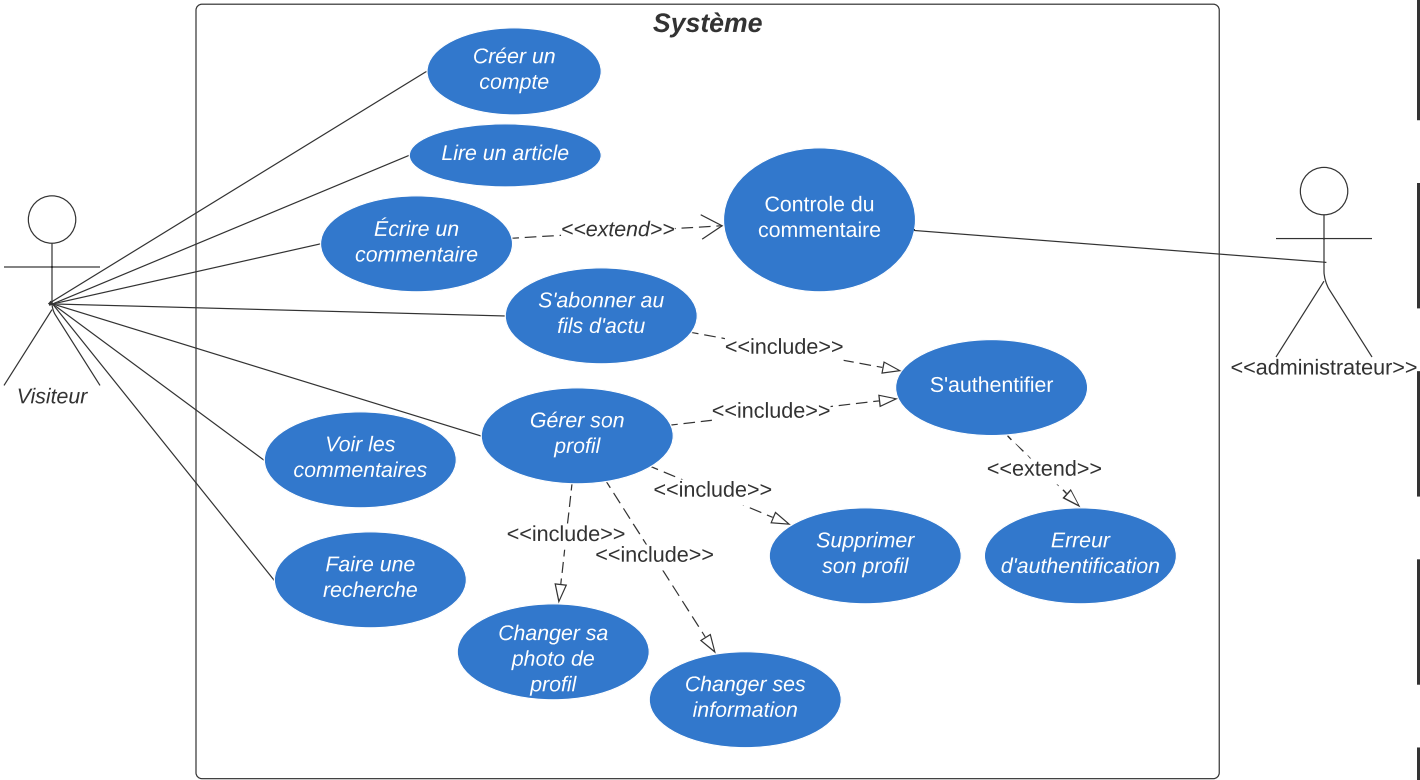 Système
Créer un
compte
Lire un article
Écrire un
commentaire
<<extend>>
Controle du
commentaire
S'abonner au
fils d'actu
<<include>>
S'authentifier
<<administrateur>>
Visiteur
Gérer son
profil
<<include>>
Voir les
commentaires
<<extend>>
<<include>>
<<include>>
<<include>>
Supprimer
son profil
Erreur
d'authentification
Faire une
recherche
Changer sa
photo de
profil
Changer ses
information